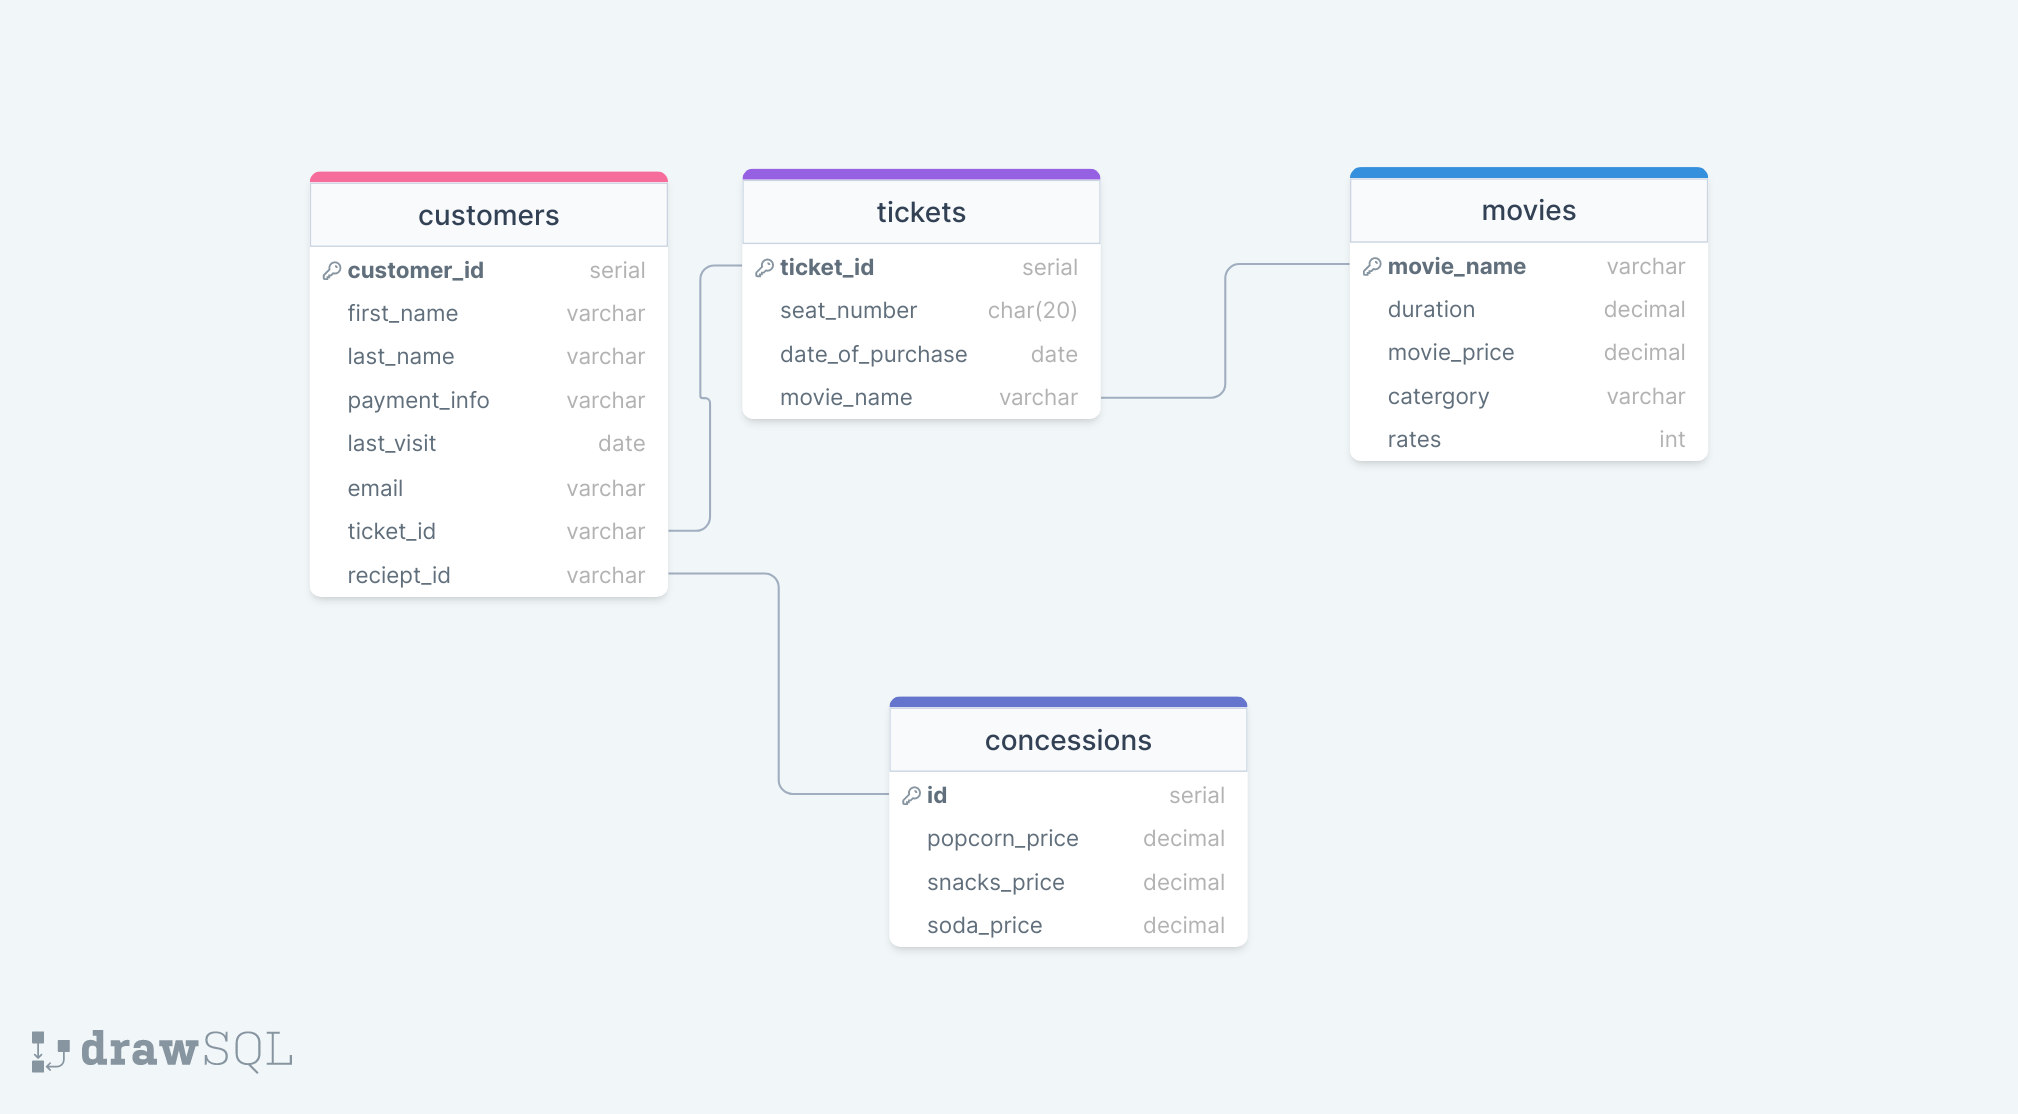 customers
customer_id serial
first_name varchar
last_name varchar
payment_info varchar
last_visit date
email varchar
ticket_id varchar
reciept_id varchar
tickets
ticket_id serial
seat_number char(20)
date_of_purchase date
movie_name varchar
movies
movie_name varchar
duration decimal
movie_price decimal
catergory varchar
rates int
concessions
id serial
popcorn_price decimal
snacks_price decimal
soda_price decimal
drawSQL